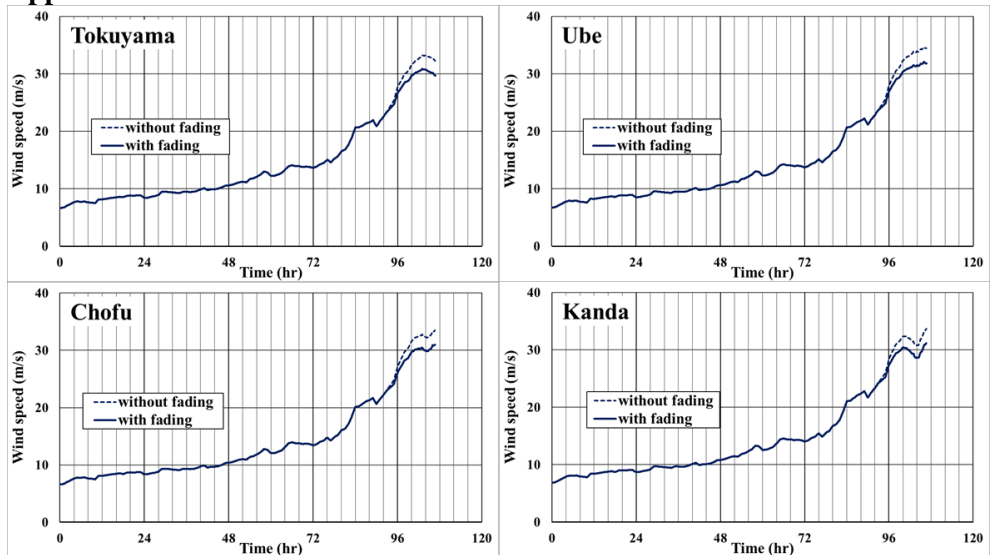 Tokuyama
40
30
20
10
0
Wind speed (m/s)
without fading
with fading
0 24 48 72 96 120
Time (hr)
Ube
40
30
20
10
0
Wind speed (m/s)
without fading
with fading
0 24 48 72 96 120
Time (hr)
Chofu
40
30
20
10
0
Wind speed (m/s)
without fading
with fading
0 24 48 72 96 120
Time (hr)
Kanda
40
30
20
10
0
Wind speed (m/s)
without fading
with fading
0 24 48 72 96 120
Time (hr)